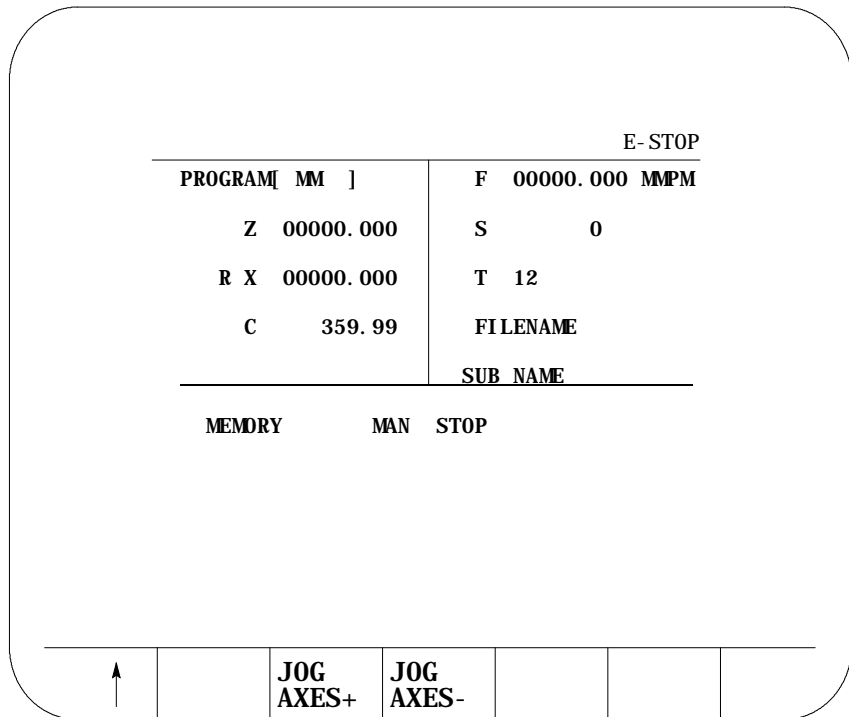 E-STOP
PROGRAM[ MM ]
F 00000.000 MMPM
Z 00000.000
S 0
R X 00000.000
T 12
C 359.99
FILENAME
SUB NAME
MEMORY MAN STOP
JOG AXES+
JOG AXES-